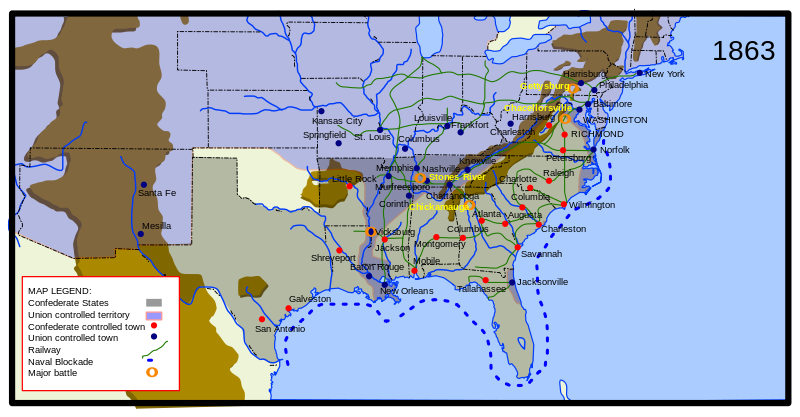 1863
Harrisburg
New York
Gettysburg
Philadelphia
Chancellorsville
Baltimore
Kansas City
Louisville
Harrisburg
WASHINGTON
Springfield
St. Louis
Columbus
Frankfort
Charleston
RICHMOND
Norfolk
Petersburg
Knoxville
Memphis
Nashville
Stones River
Raleigh
Little Rock
Murfreesboro
Charlotte
Santa Fe
Chattanooga
Columbia
Corinth
Chickamauga
Wilmington
Atlanta
Augusta
Mesilla
Vicksburg
Columbus
Charleston
Jackson
Montgomery
Shreveport
Savannah
Baton Rouge
Mobile
Jacksonville
New Orleans
Tallahassee
Galveston
San Antonio
MAP LEGEND:
Confederate States
Union controlled territory
Confederate controlled town
Union controlled town
Railway
Naval Blockade
Major battle